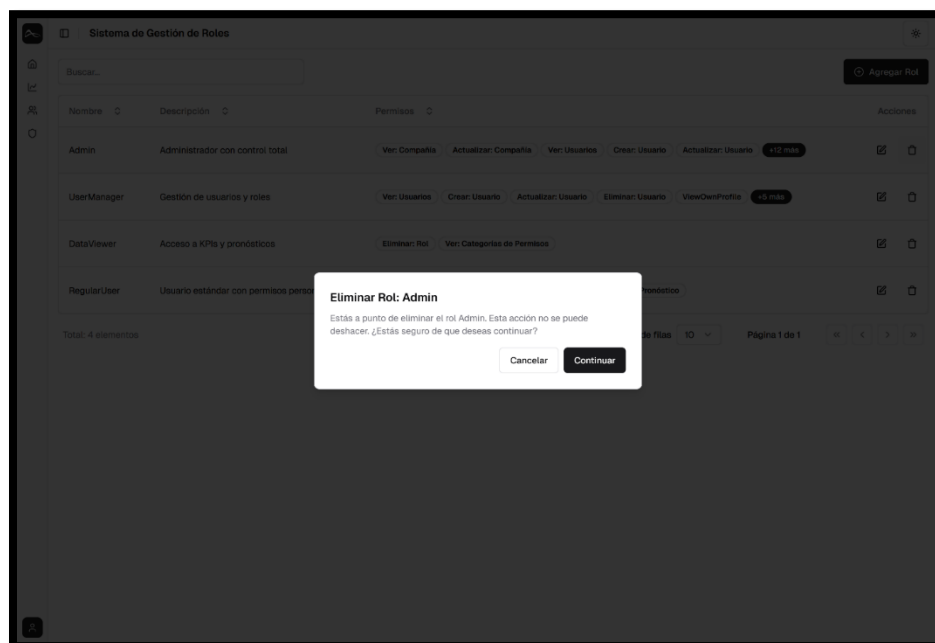 Sistema de Gestión de Roles
Buscar...
Agregar Rol
Nombre Descripción Permisos Acciones
Admin Administrador con control total Ver: Compañía Actualizar: Compañía Ver: Usuarios Crear: Usuario Actualizar: Usuario +12 más
UserManager Gestión de usuarios y roles Ver: Usuarios Crear: Usuario Actualizar: Usuario Eliminar: Usuario ViewOwnProfile +5 más
DataViewer Acceso a KPIs y pronósticos Eliminar: Rol Ver: Categorías de Permisos
RegularUser Usuario estándar con permisos
Total: 4 elementos de filas 10 Página 1 de 1
Eliminar Rol: Admin
Estás a punto de eliminar el rol Admin. Esta acción no se puede
deshacer. ¿Estás seguro de que deseas continuar?
Cancelar Continuar